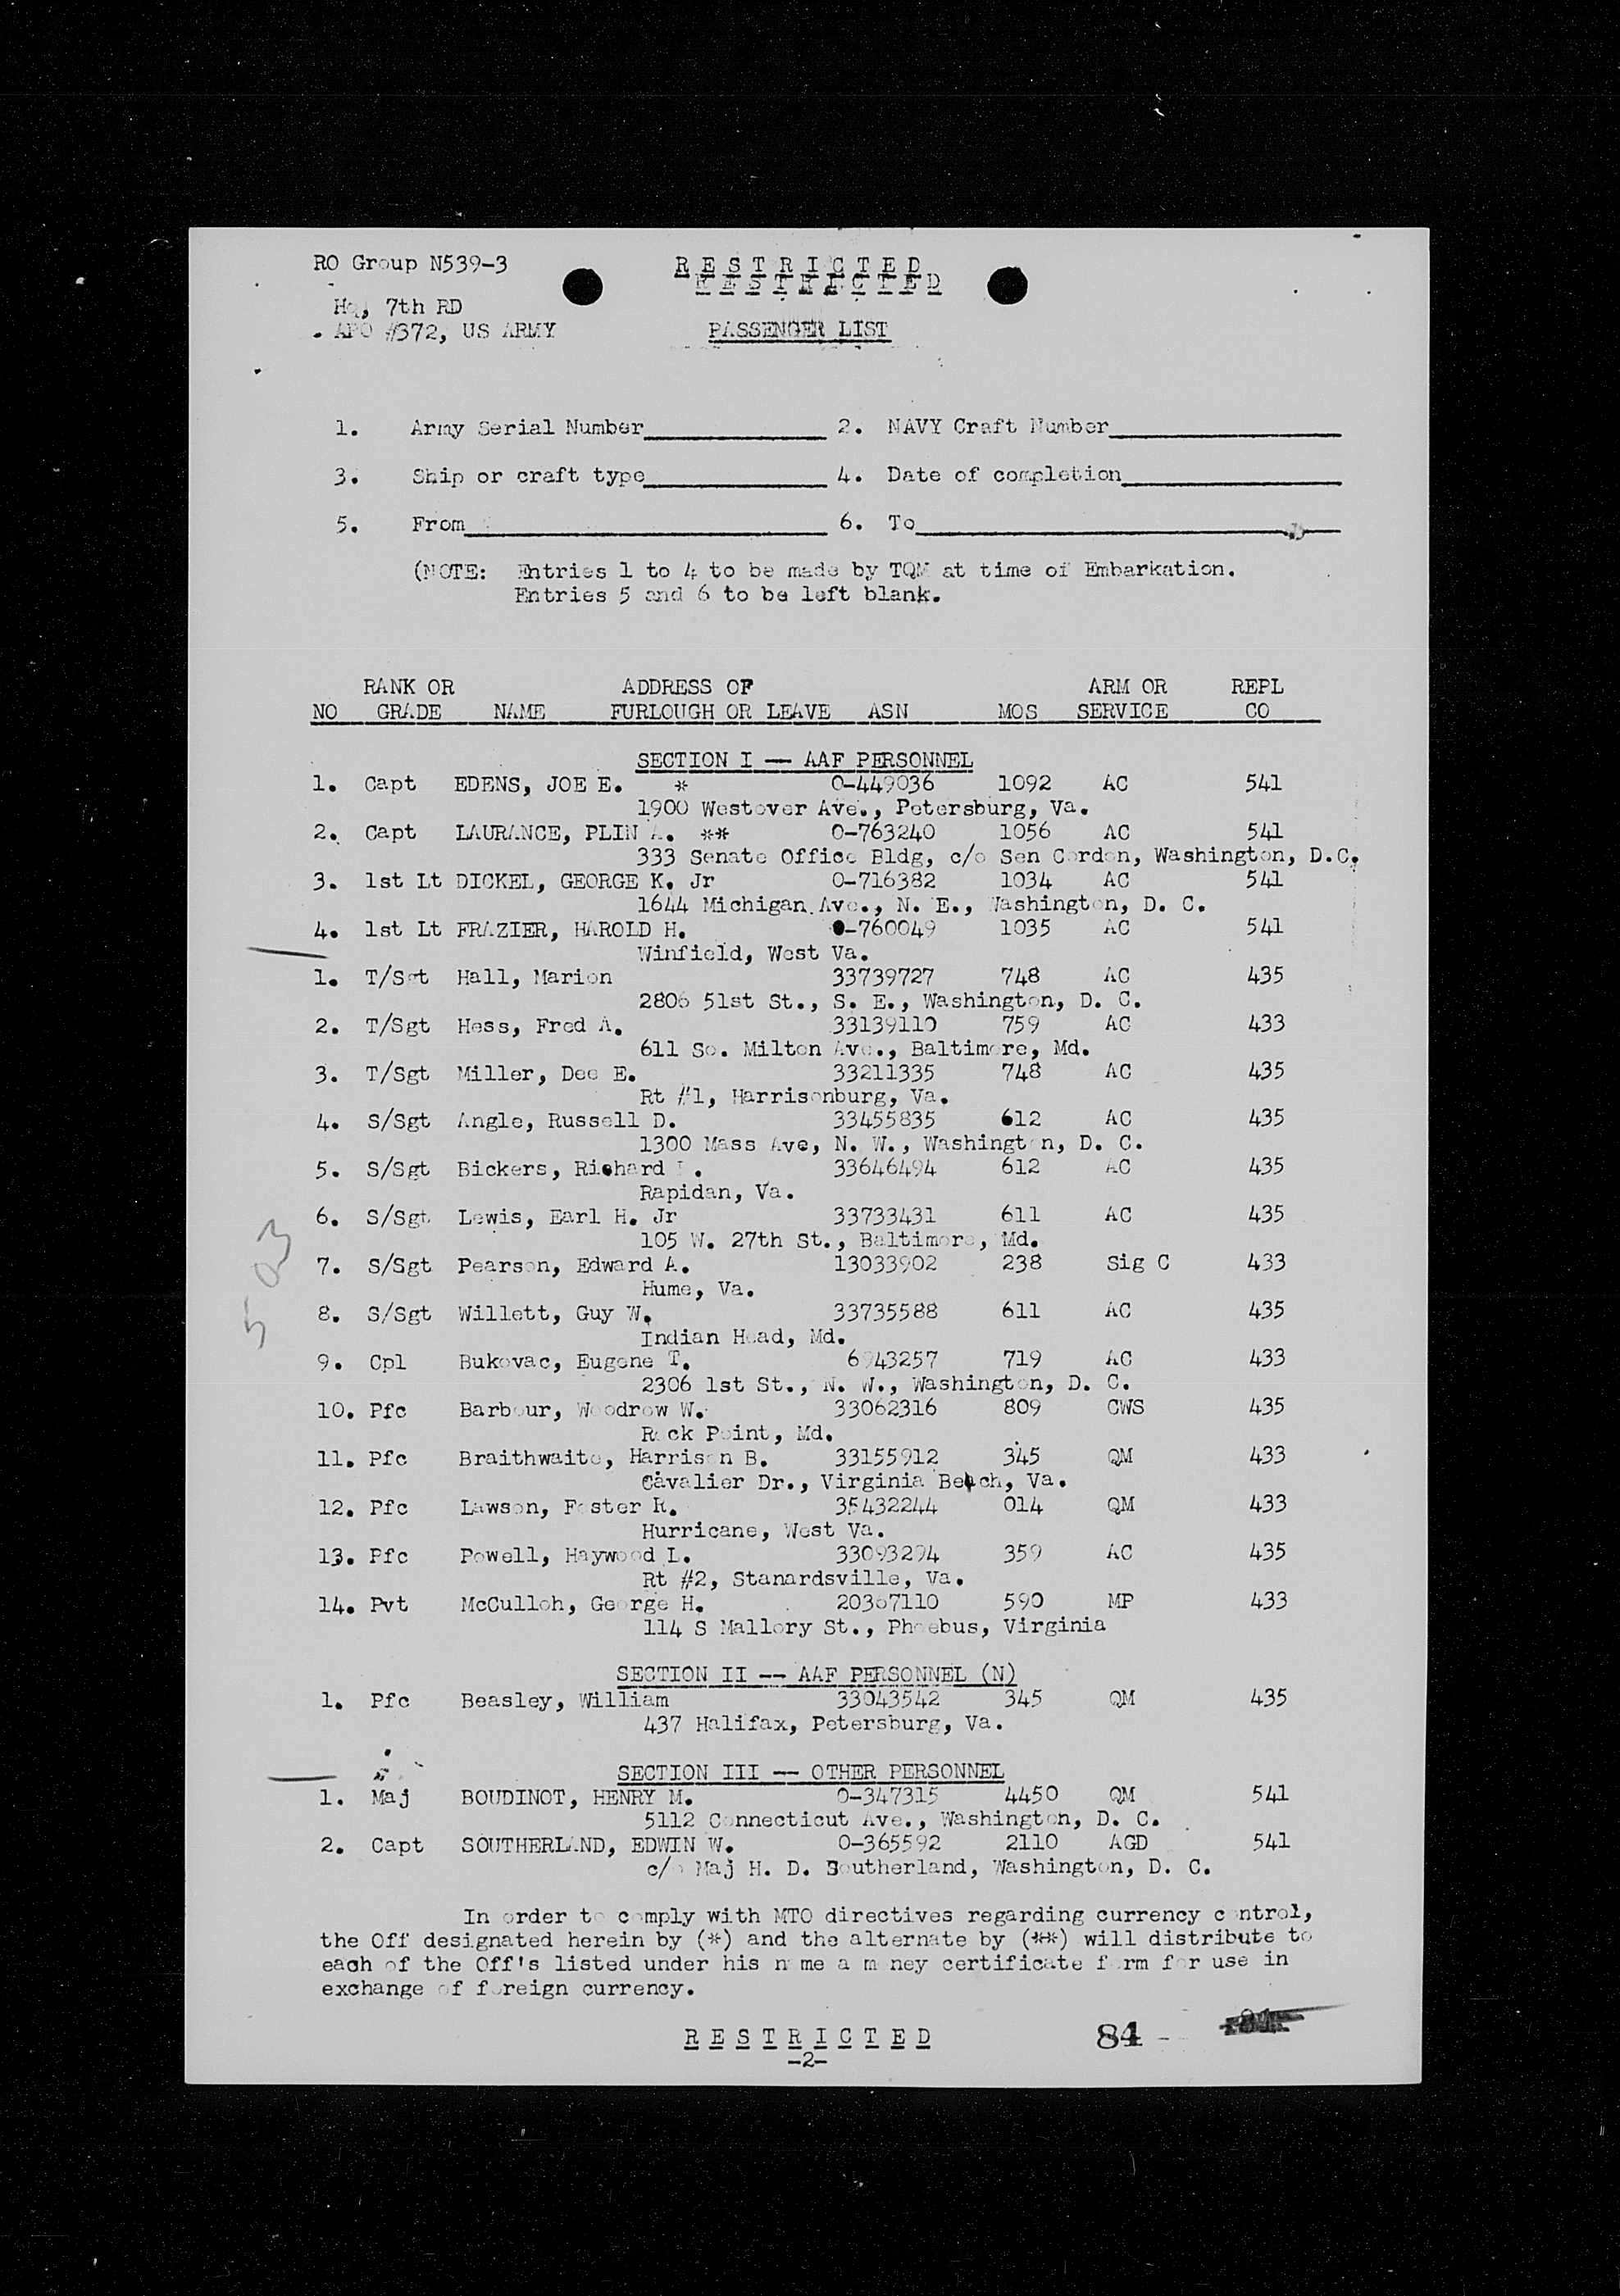 RO Group N539-3
RESTRICTED
RESTRICTED
Hq, 7th RD
APO #372, US ARMY
PASSENGER LIST
1. Army Serial Number 2. NAVY Craft Number
3. Ship or craft type 4. Date of completion
5. From 6. To
(NOTE: Entries 1 to 4 to be made by TQM at time of Embarkation.
Entries 5 and 6 to be left blank.
RANK OR ADDRESS OF ARM OR REPL
NO GRADE NAME FURLOUGH OR LEAVE ASN MOS SERVICE CO
SECTION I -- AAF PERSONNEL
1. Capt EDENS, JOE E. * O-449036 1092 AC 541
1900 Westover Ave., Petersburg, Va.
2. Capt LAURANCE, PLIN A. ** O-763240 1056 AC 541
333 Senate Office Bldg, c/o Sen Cordon, Washington, D.C.
3. 1st Lt DICKEL, GEORGE K. Jr O-716382 1034 AC 541
1644 Michigan Ave., N. E., Washington, D. C.
4. 1st Lt FRAZIER, HAROLD H. O-760049 1035 AC 541
Winfield, West Va.
1. T/Sgt Hall, Marion 33739727 748 AC 435
2806 51st St., S. E., Washington, D. C.
2. T/Sgt Hess, Fred A. 33139110 759 AC 433
611 So. Milton Ave., Baltimore, Md.
3. T/Sgt Miller, Dee E. 33211335 748 AC 435
Rt #1, Harrisonburg, Va.
4. S/Sgt Angle, Russell D. 33455835 612 AC 435
1300 Mass Ave, N. W., Washington, D. C.
5. S/Sgt Bickers, Richard 33646494 612 AC 435
Rapidan, Va.
6. S/Sgt Lewis, Earl H. Jr 33733431 611 AC 435
105 W. 27th St., Baltimore, Md.
7. S/Sgt Pearson, Edward A. 13033902 238 Sig C 433
Hume, Va.
8. S/Sgt Willett, Guy W. 33735588 611 AC 435
Indian Head, Md.
9. Cpl Bukovac, Eugene T. 6943257 719 AC 433
2306 1st St., N. W., Washington, D. C.
10. Pfc Barbour, Woodrow W. 33062316 809 CWS 435
Rock Point, Md.
11. Pfc Braithwaite, Harrison B. 33155912 345 QM 433
Cavalier Dr., Virginia Beach, Va.
12. Pfc Lawson, Foster R. 35432244 014 QM 433
Hurricane, West Va.
13. Pfc Powell, Haywood L. 33093294 359 AC 435
Rt #2, Stanardsville, Va.
14. Pvt McCulloh, George H. 20367110 590 MP 433
114 S Mallory St., Phoebus, Virginia
SECTION II -- AAF PERSONNEL (N)
1. Pfc Beasley, William 33043542 345 QM 435
437 Halifax, Petersburg, Va.
SECTION III -- OTHER PERSONNEL
1. Maj BOUDINOT, HENRY M. O-347315 4450 QM 541
5112 Connecticut Ave., Washington, D. C.
2. Capt SOUTHERLAND, EDWIN W. O-365592 2110 AGD 541
c/o Maj H. D. Southerland, Washington, D. C.
In order to comply with MTO directives regarding currency control,
the Off designated herein by (*) and the alternate by (**) will distribute to
each of the Off's listed under his name a money certificate form for use in
exchange of foreign currency.
RESTRICTED
-2-
84
503